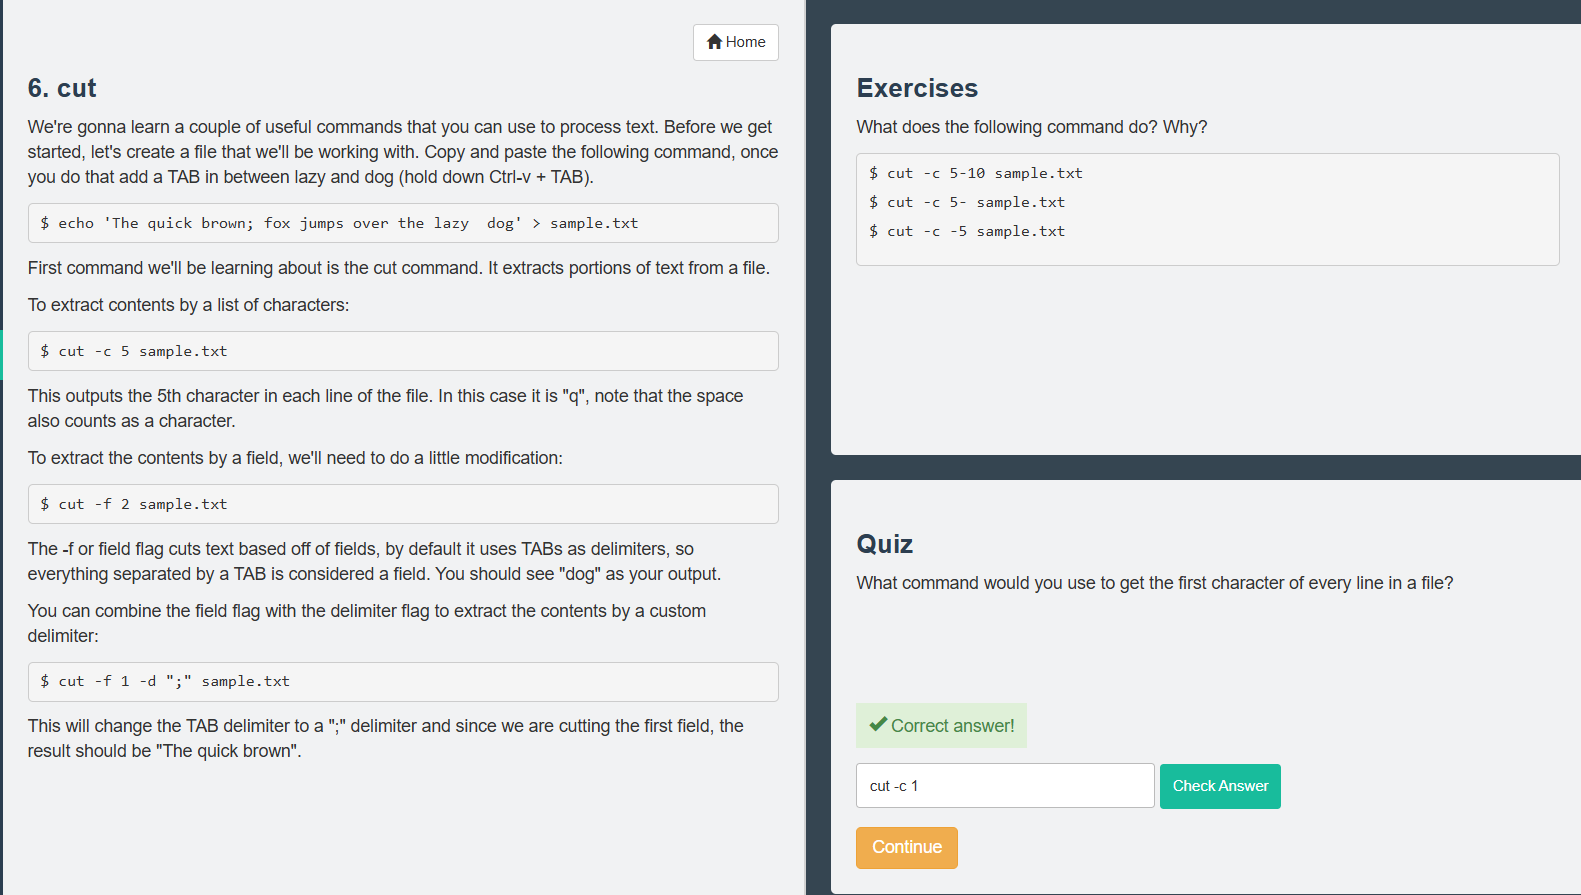 Home
6. cut
We're gonna learn a couple of useful commands that you can use to process text. Before we get
started, let's create a file that we'll be working with. Copy and paste the following command, once
you do that add a TAB in between lazy and dog (hold down Ctrl-v + TAB).
$ echo 'The quick brown; fox jumps over the lazy  dog' > sample.txt
First command we'll be learning about is the cut command. It extracts portions of text from a file.
To extract contents by a list of characters:
$ cut -c 5 sample.txt
This outputs the 5th character in each line of the file. In this case it is "q", note that the space
also counts as a character.
To extract the contents by a field, we'll need to do a little modification:
$ cut -f 2 sample.txt
The -f or field flag cuts text based off of fields, by default it uses TABs as delimiters, so
everything separated by a TAB is considered a field. You should see "dog" as your output.
You can combine the field flag with the delimiter flag to extract the contents by a custom
delimiter:
$ cut -f 1 -d ";" sample.txt
This will change the TAB delimiter to a ";" delimiter and since we are cutting the first field, the
result should be "The quick brown".
Exercises
What does the following command do? Why?
$ cut -c 5-10 sample.txt
$ cut -c 5- sample.txt
$ cut -c -5 sample.txt
Quiz
What command would you use to get the first character of every line in a file?
Correct answer!
cut -c 1
Check Answer
Continue